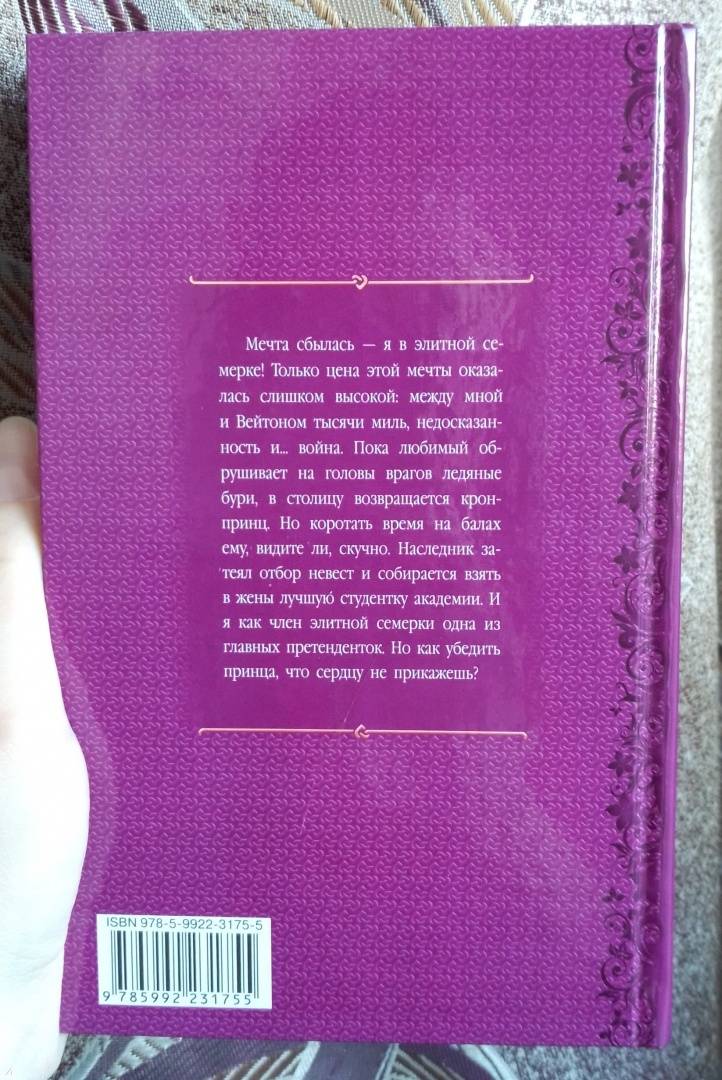 Мечта сбылась — я в элитной се-
мерке! Только цена этой мечты оказа-
лась слишком высокой: между мной
и Вейтоном тысячи миль, недосказан-
ность и... война. Пока любимый об-
рушивает на головы врагов ледяные
бури, в столицу возвращается крон-
принц. Но коротать время на балах
ему, видите ли, скучно. Наследник за-
теял отбор невест и собирается взять
в жены лучшую студентку академии. И
я как член элитной семерки одна из
главных претенденток. Но как убедить
принца, что сердцу не прикажешь?
ISBN 978-5-9922-3175-5
9 785992 231755